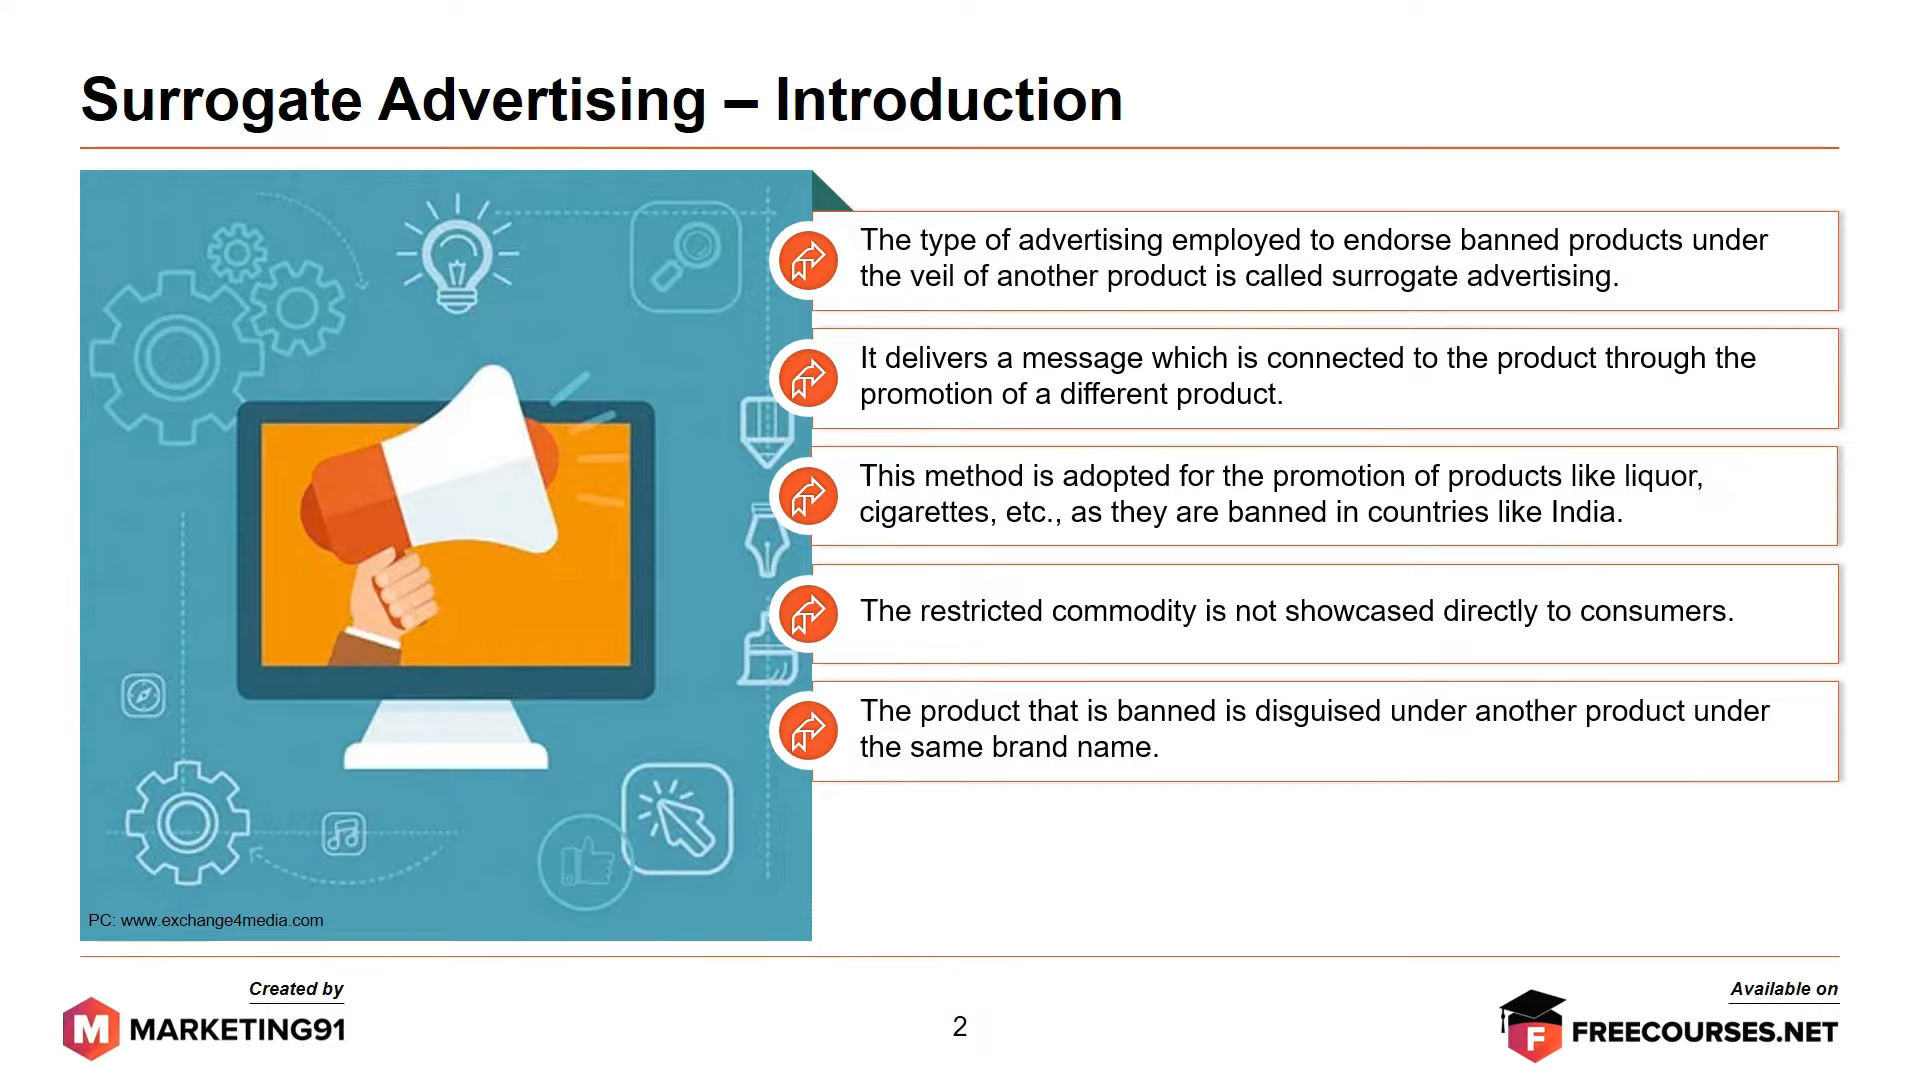 Surrogate Advertising – Introduction
The type of advertising employed to endorse banned products under
the veil of another product is called surrogate advertising.
It delivers a message which is connected to the product through the
promotion of a different product.
This method is adopted for the promotion of products like liquor,
cigarettes, etc., as they are banned in countries like India.
The restricted commodity is not showcased directly to consumers.
The product that is banned is disguised under another product under
the same brand name.
PC: www.exchange4media.com
Created by
M MARKETING91
2
Available on
F FREECOURSES.NET